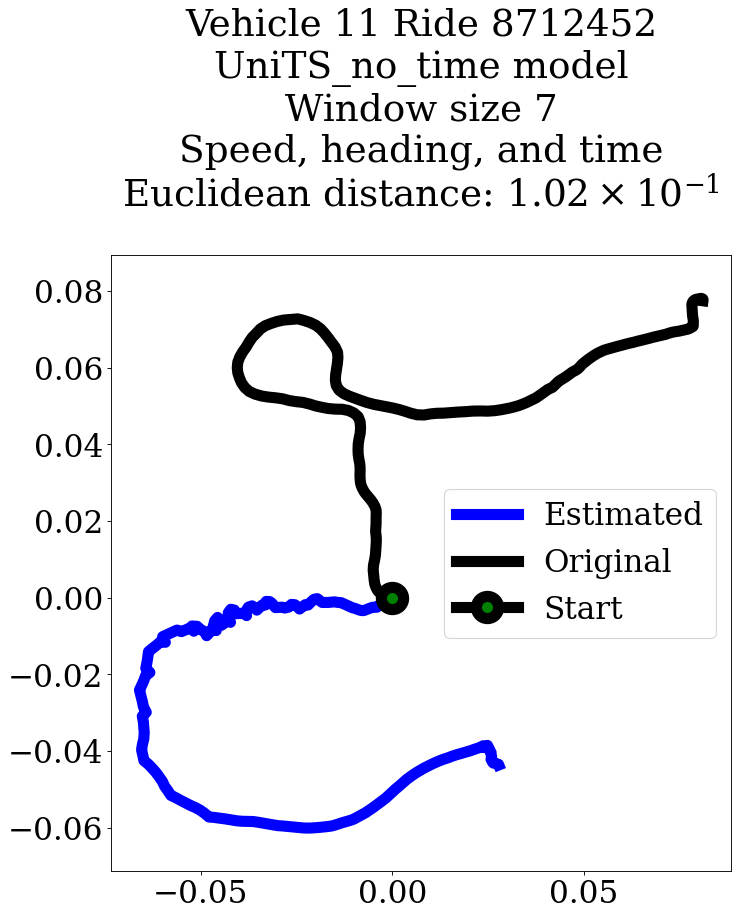 Vehicle 11 Ride 8712452
UniTS_no_time model
Window size 7
Speed, heading, and time
Euclidean distance: 1.02 × 10⁻¹
0.08
0.06
0.04
0.02
0.00
−0.02
−0.04
−0.06
Estimated
Original
Start
−0.05
0.00
0.05